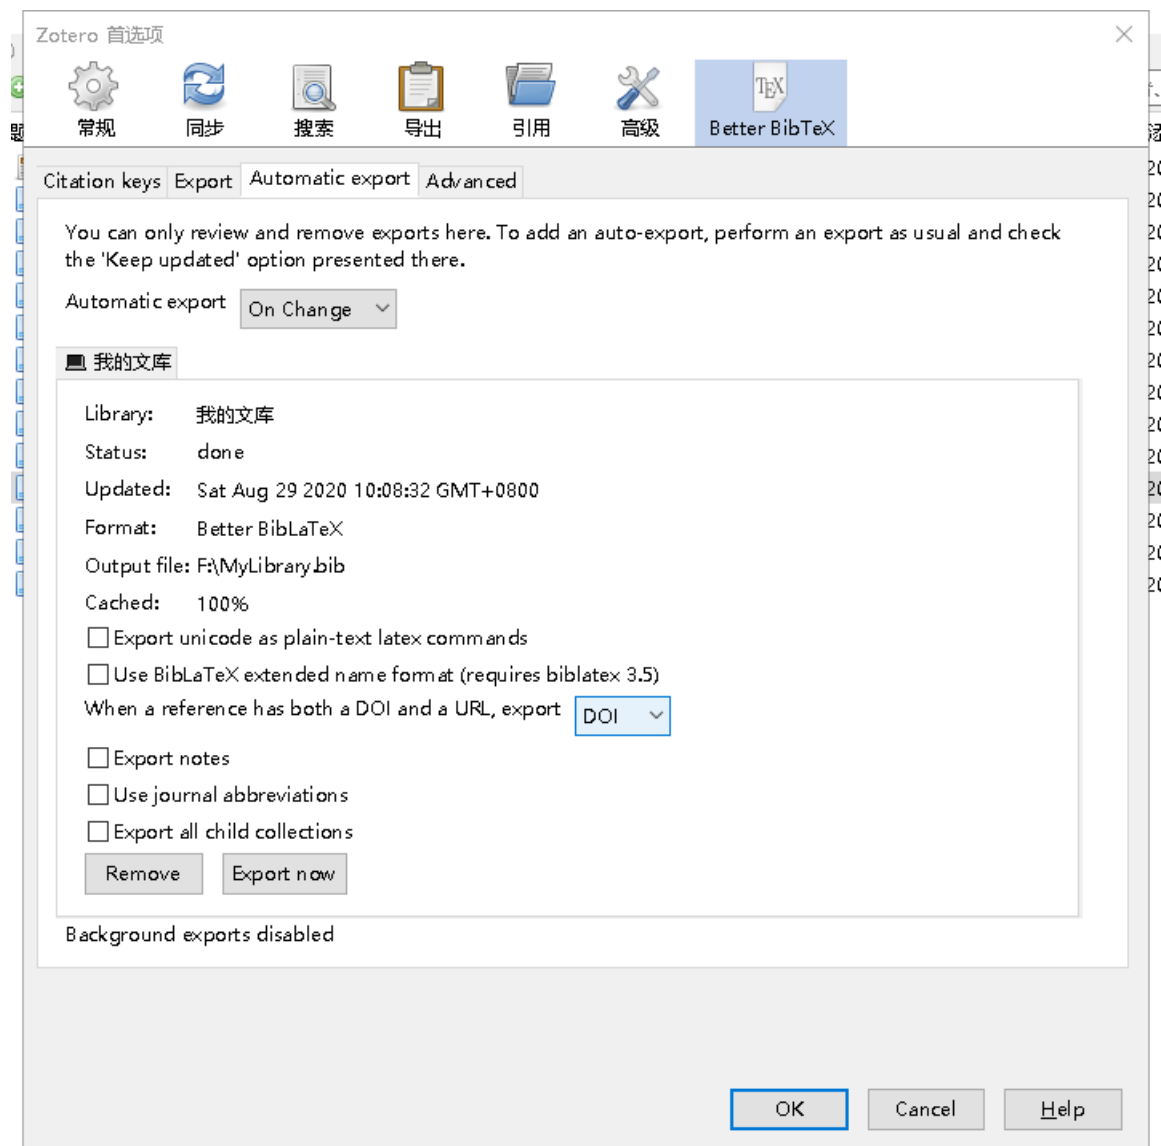 Zotero 首选项
常规 同步 搜索 导出 引用 高级 Better BibTeX
TEX
Citation keys Export Automatic export Advanced
You can only review and remove exports here. To add an auto-export, perform an export as usual and check
the 'Keep updated' option presented there.
Automatic export On Change
我的文库
Library: 我的文库
Status: done
Updated: Sat Aug 29 2020 10:08:32 GMT+0800
Format: Better BibLaTeX
Output file: F:\MyLibrary.bib
Cached: 100%
Export unicode as plain-text latex commands
Use BibLaTeX extended name format (requires biblatex 3.5)
When a reference has both a DOI and a URL, export DOI
Export notes
Use journal abbreviations
Export all child collections
Remove Export now
Background exports disabled
OK Cancel Help